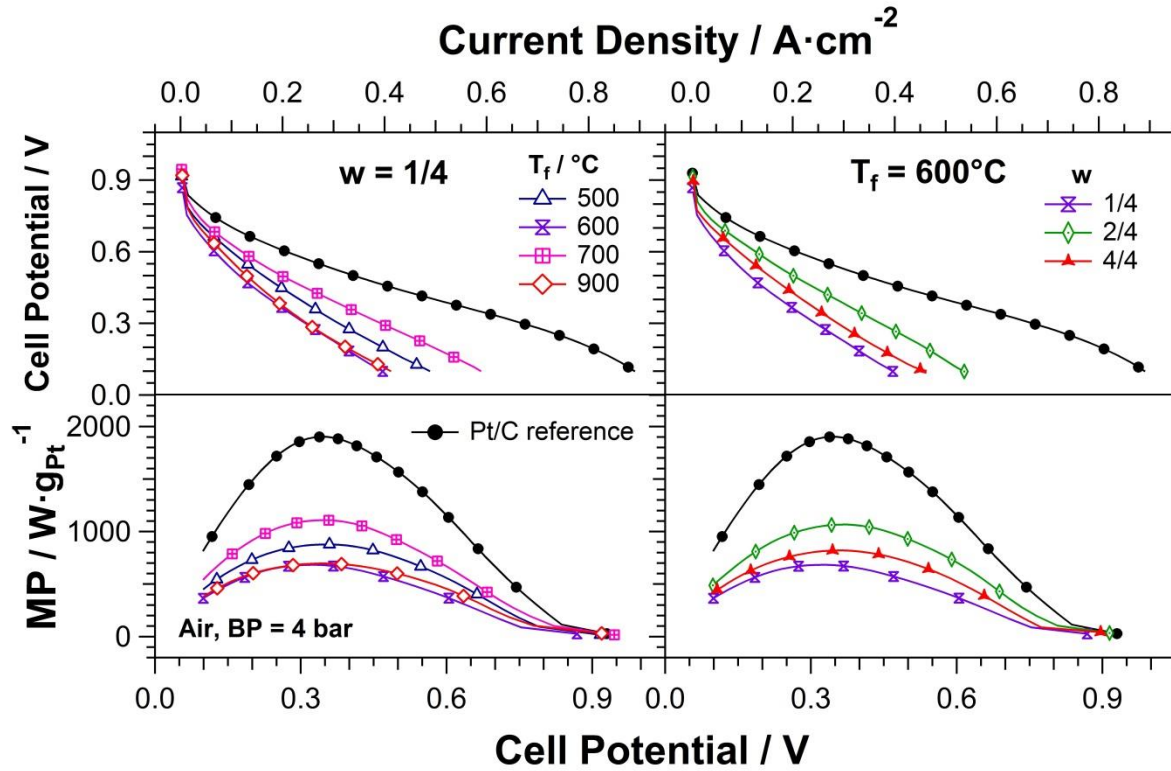 Current Density / A·cm-2
0.0 0.2 0.4 0.6 0.8 0.0 0.2 0.4 0.6 0.8
Cell Potential / V
0.9
0.6
0.3
0.0
w = 1/4
Tf / °C
500
600
700
900
Tf = 600°C
w
1/4
2/4
4/4
MP / W·gPt-1
2000
1000
0
Pt/C reference
Air, BP = 4 bar
0.0 0.3 0.6 0.9 0.0 0.3 0.6 0.9
Cell Potential / V